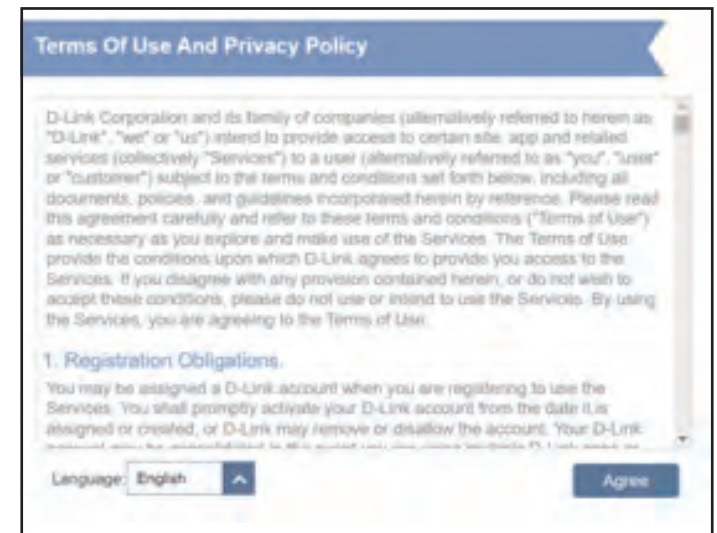 Terms Of Use And Privacy Policy
D-Link Corporation and its family of companies (alternatively referred to herein as
"D-Link", "we" or "us") intend to provide access to certain site, app and related
services (collectively "Services") to a user (alternatively referred to as "you", "user"
or "customer") subject to the terms and conditions set forth below, including all
documents, policies, and guidelines incorporated herein by reference. Please read
this agreement carefully and refer to these terms and conditions ("Terms of Use")
as necessary as you explore and make use of the Services. The Terms of Use
provide the conditions upon which D-Link agrees to provide you access to the
Services. If you disagree with any provision contained herein, or do not wish to
accept these conditions, please do not use or intend to use the Services. By using
the Services, you are agreeing to the Terms of Use.
1. Registration Obligations.
You may be assigned a D-Link account when you are registering to use the
Services. You shall promptly activate your D-Link account from the date it is
assigned or created, or D-Link may remove or disallow the account. Your D-Link
Language: English
Agree